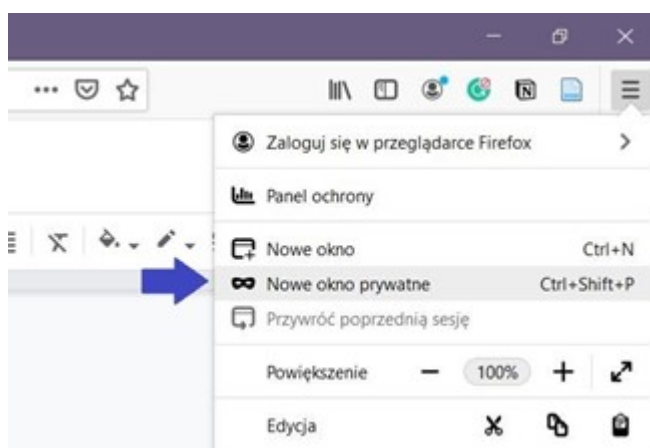 Zaloguj się w przeglądarce Firefox
Panel ochrony
Nowe okno Ctrl+N
Nowe okno prywatne Ctrl+Shift+P
Przywróć poprzednią sesję
Powiększenie 100%
Edycja